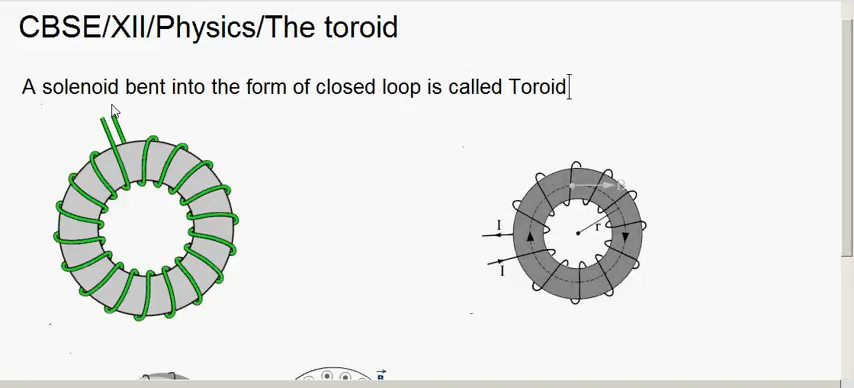 CBSE/XII/Physics/The toroid
A solenoid bent into the form of closed loop is called Toroid
B
I
r
I
B